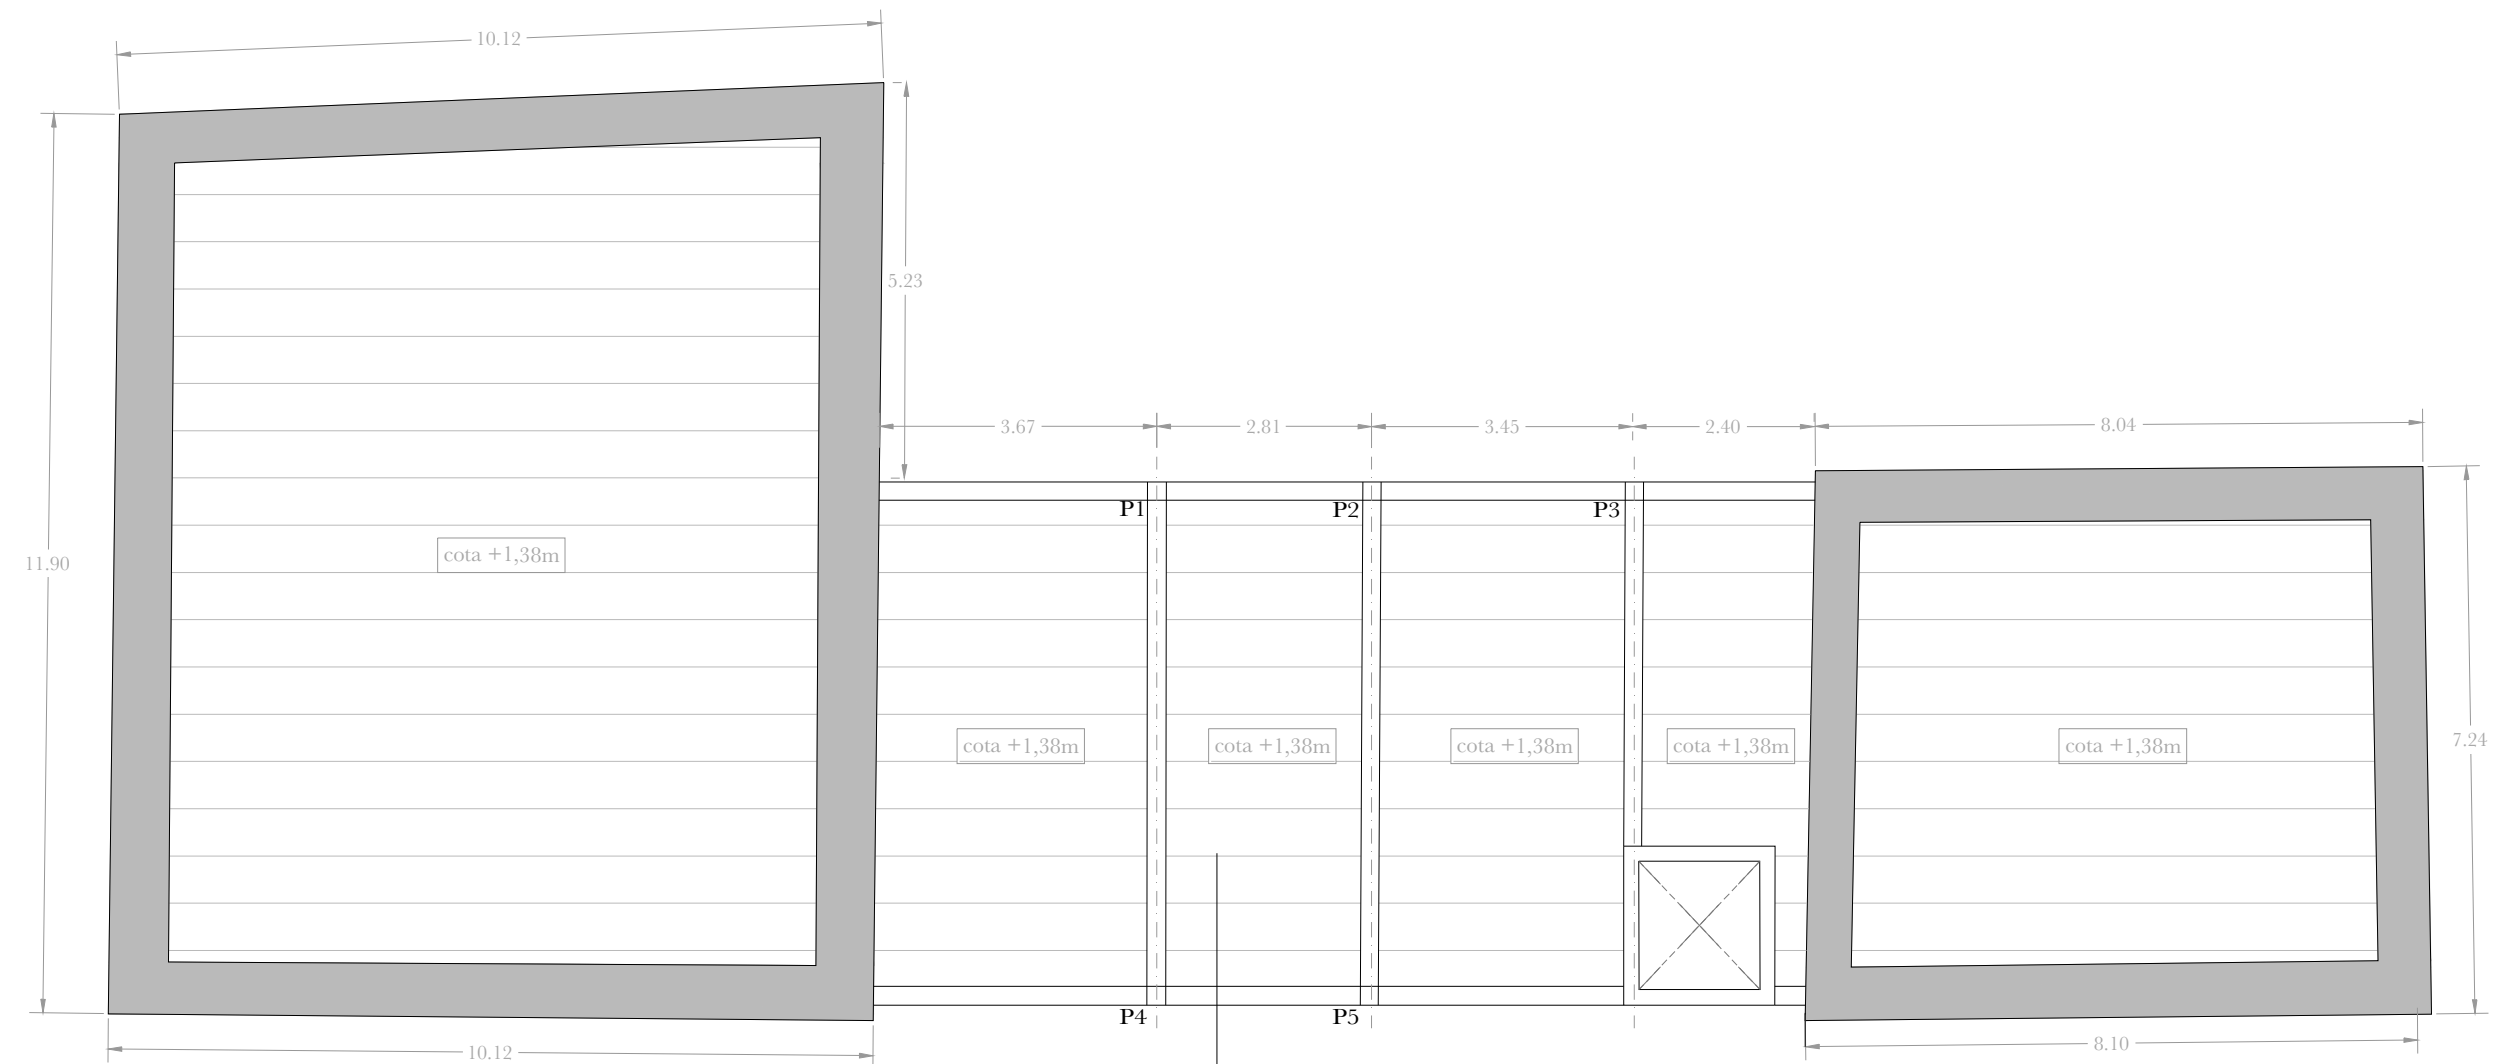 10.12
5.23
3.67
2.81
3.45
2.40
8.04
P1
P2
P3
cota +1,38m
11.90
cota +1,38m
cota +1,38m
cota +1,38m
cota +1,38m
cota +1,38m
7.24
P4
P5
10.12
8.10